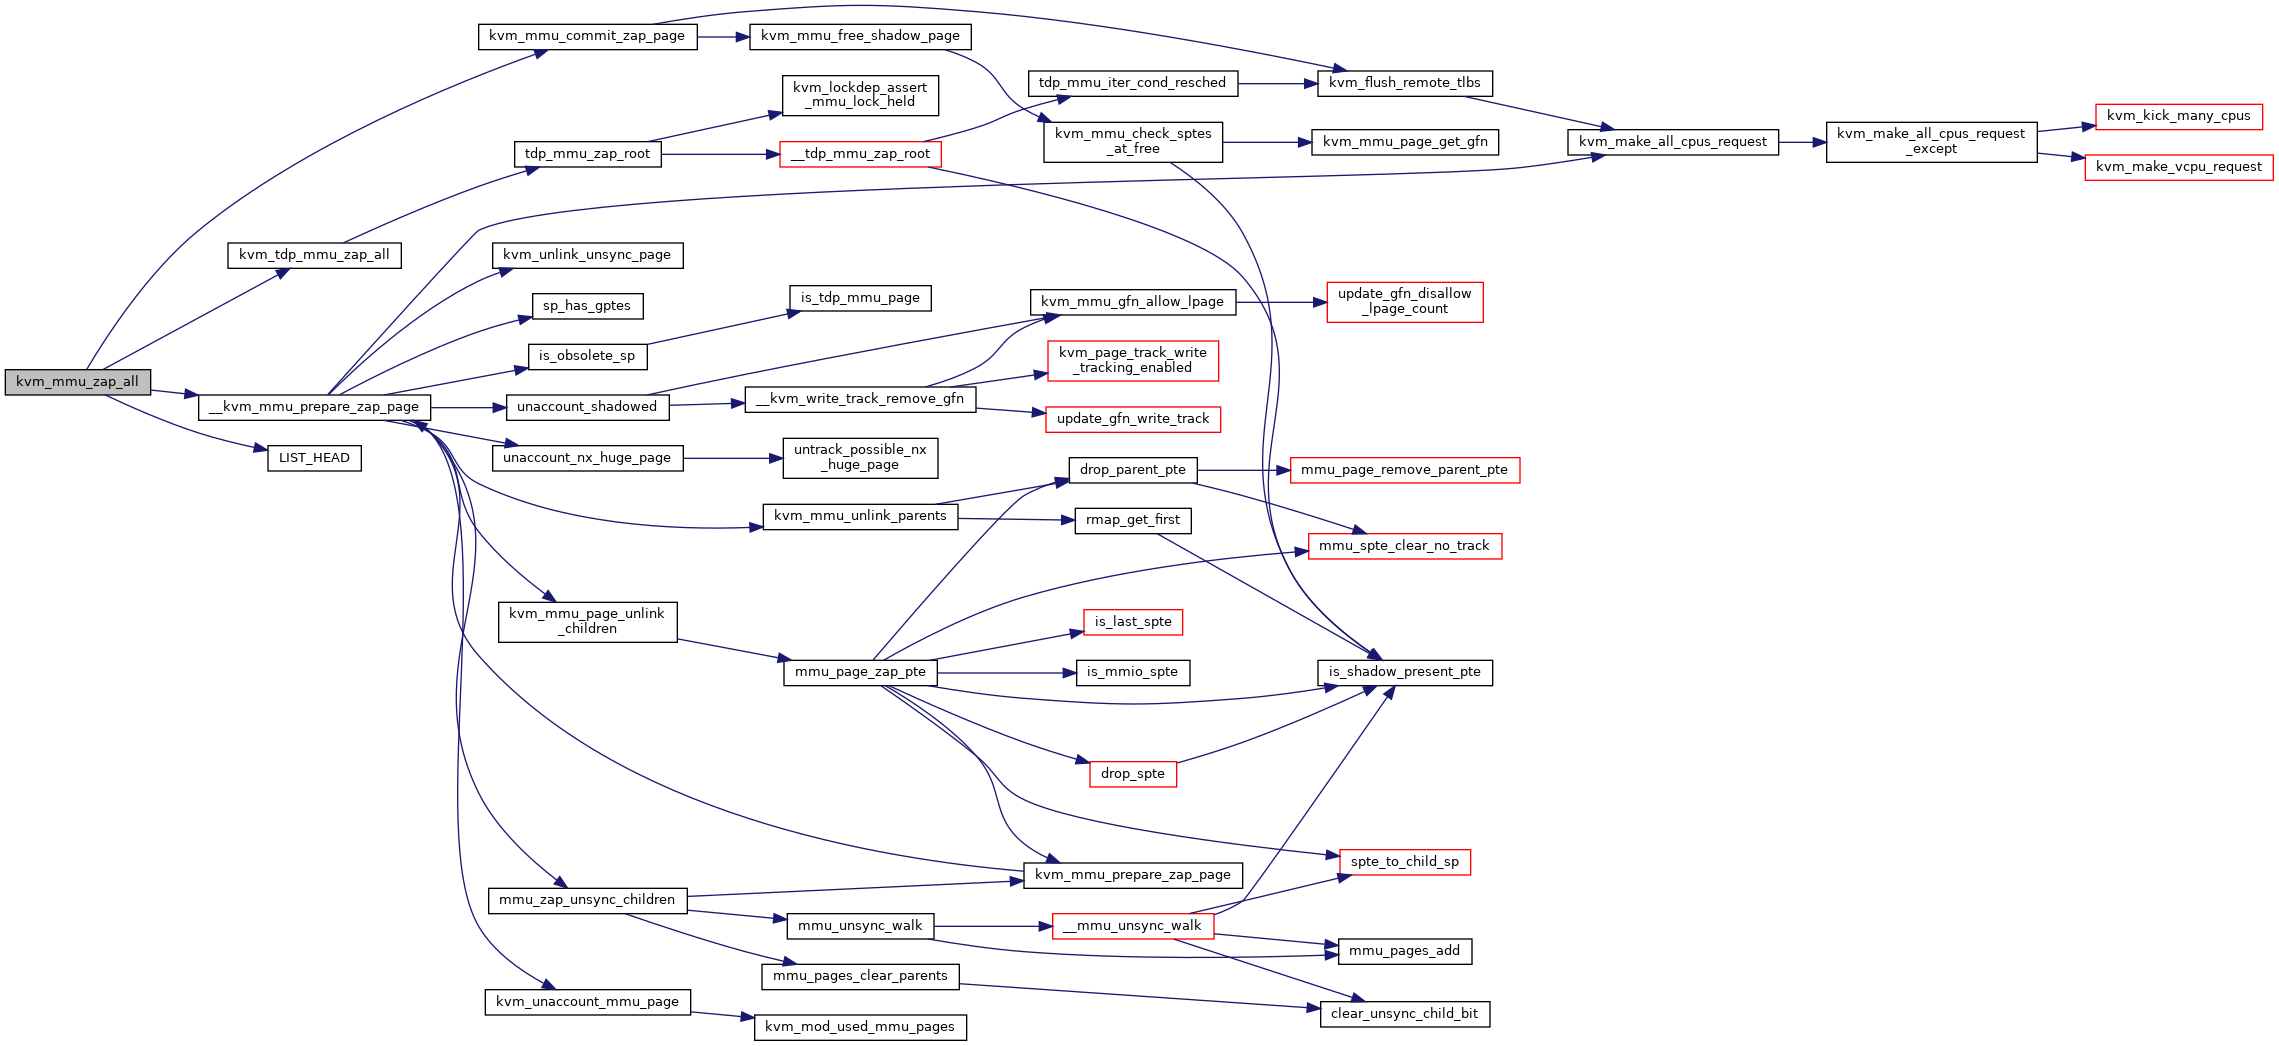 kvm_mmu_zap_all
kvm_mmu_commit_zap_page
kvm_tdp_mmu_zap_all
__kvm_mmu_prepare_zap_page
LIST_HEAD
kvm_mmu_free_shadow_page
kvm_lockdep_assert
_mmu_lock_held
tdp_mmu_zap_root
__tdp_mmu_zap_root
kvm_unlink_unsync_page
sp_has_gptes
is_obsolete_sp
is_tdp_mmu_page
unaccount_shadowed
__kvm_write_track_remove_gfn
unaccount_nx_huge_page
untrack_possible_nx
_huge_page
kvm_mmu_unlink_parents
kvm_mmu_page_unlink
_children
mmu_page_zap_pte
mmu_zap_unsync_children
mmu_unsync_walk
mmu_pages_clear_parents
kvm_unaccount_mmu_page
kvm_mod_used_mmu_pages
tdp_mmu_iter_cond_resched
kvm_mmu_check_sptes
_at_free
kvm_mmu_gfn_allow_lpage
kvm_page_track_write
_tracking_enabled
update_gfn_write_track
drop_parent_pte
rmap_get_first
is_last_spte
is_mmio_spte
drop_spte
kvm_mmu_prepare_zap_page
__mmu_unsync_walk
kvm_flush_remote_tlbs
kvm_mmu_page_get_gfn
update_gfn_disallow
_lpage_count
mmu_page_remove_parent_pte
mmu_spte_clear_no_track
is_shadow_present_pte
spte_to_child_sp
mmu_pages_add
clear_unsync_child_bit
kvm_make_all_cpus_request
kvm_make_all_cpus_request
_except
kvm_kick_many_cpus
kvm_make_vcpu_request